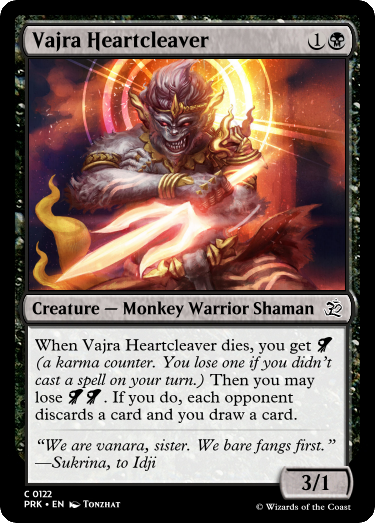 Vajra Heartcleaver 1
Creature — Monkey Warrior Shaman
When Vajra Heartcleaver dies, you get
(a karma counter. You lose one if you didn't
cast a spell on your turn.) Then you may
lose . If you do, each opponent
discards a card and you draw a card.
“We are vanara, sister. We bare fangs first.”
—Sukrina, to Idji
3/1
C 0122
PRK • EN Tonzhat
© Wizards of the Coast